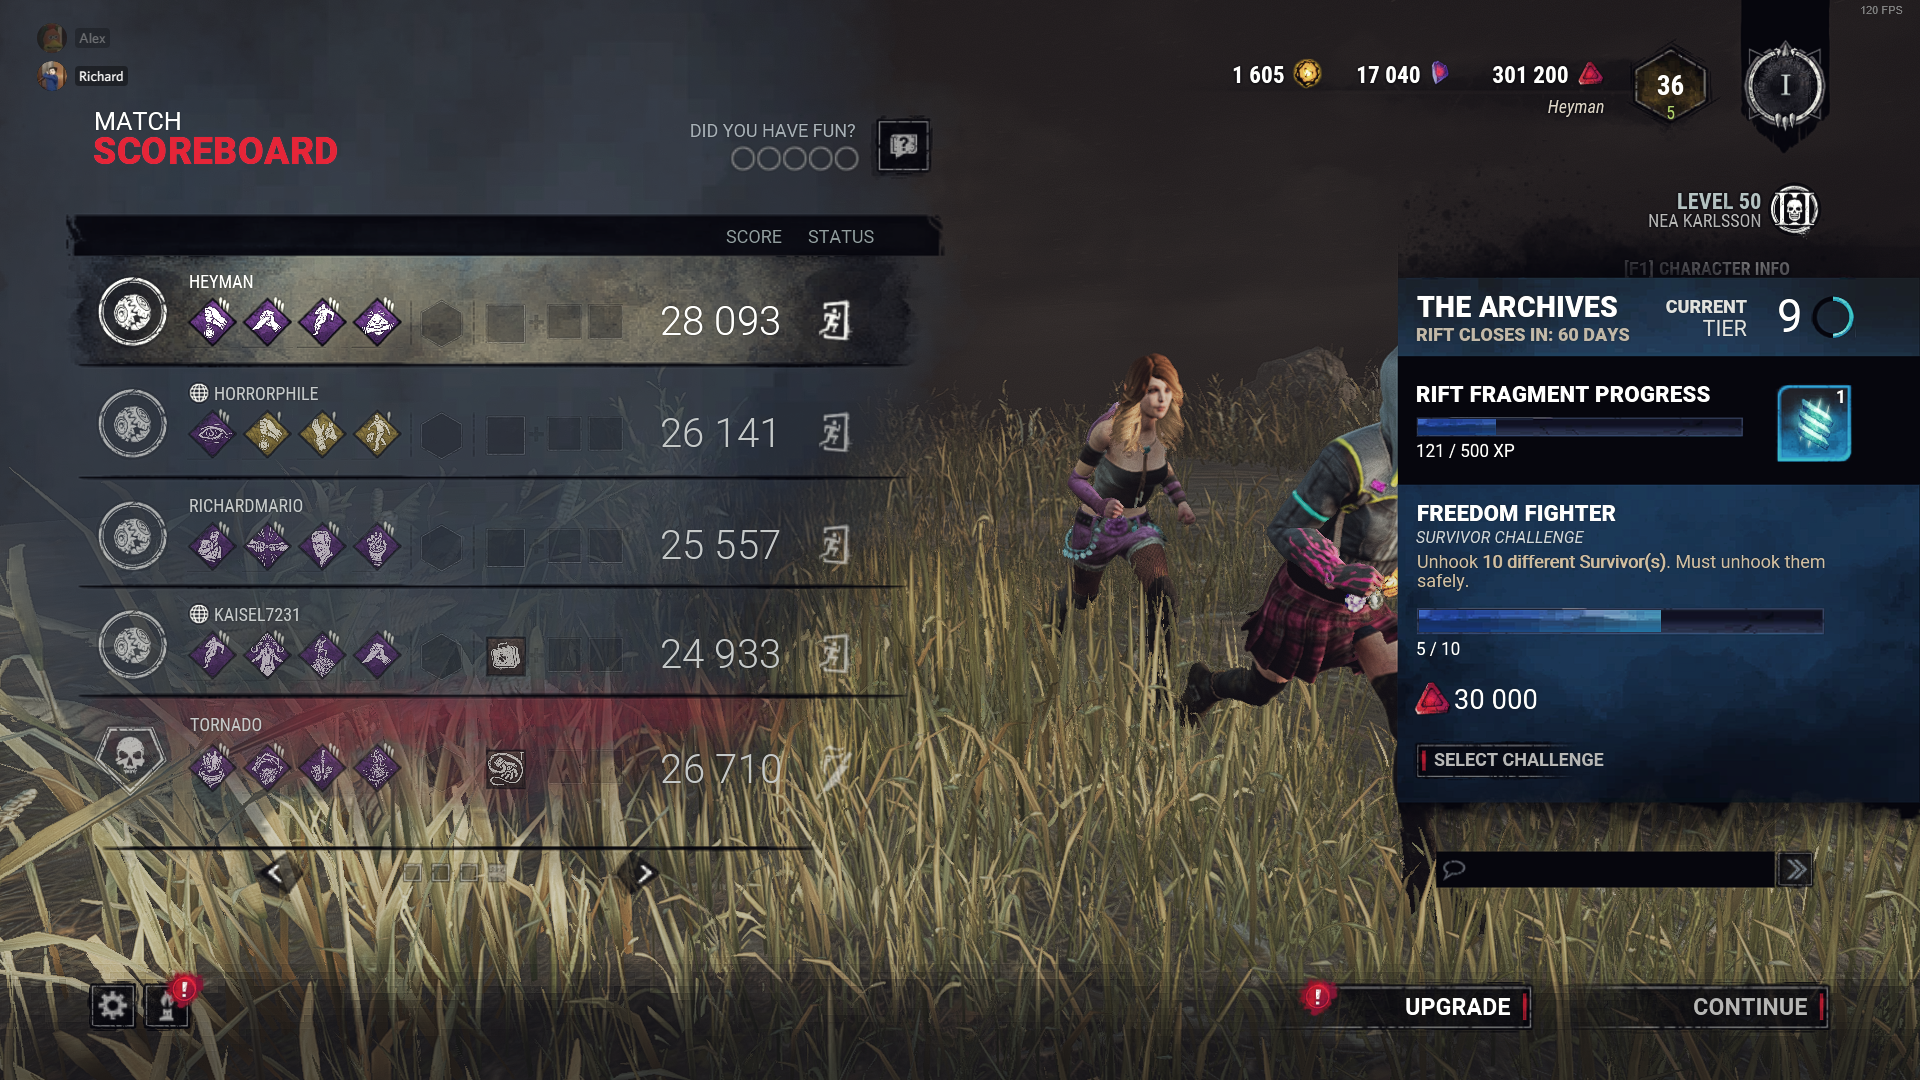 120 FPS
Alex
Richard
1 605
17 040
301 200
Heyman
36
5
I
MATCH
SCOREBOARD
DID YOU HAVE FUN?
LEVEL 50
NEA KARLSSON
[F1] CHARACTER INFO
SCORE STATUS
HEYMAN
28 093
HORRORPHILE
26 141
RICHARDMARIO
25 557
KAISEL7231
24 933
TORNADO
26 710
THE ARCHIVES
RIFT CLOSES IN: 60 DAYS
CURRENT
TIER
9
RIFT FRAGMENT PROGRESS
1
121 / 500 XP
FREEDOM FIGHTER
SURVIVOR CHALLENGE
Unhook 10 different Survivor(s). Must unhook them
safely.
5 / 10
30 000
SELECT CHALLENGE
UPGRADE
CONTINUE